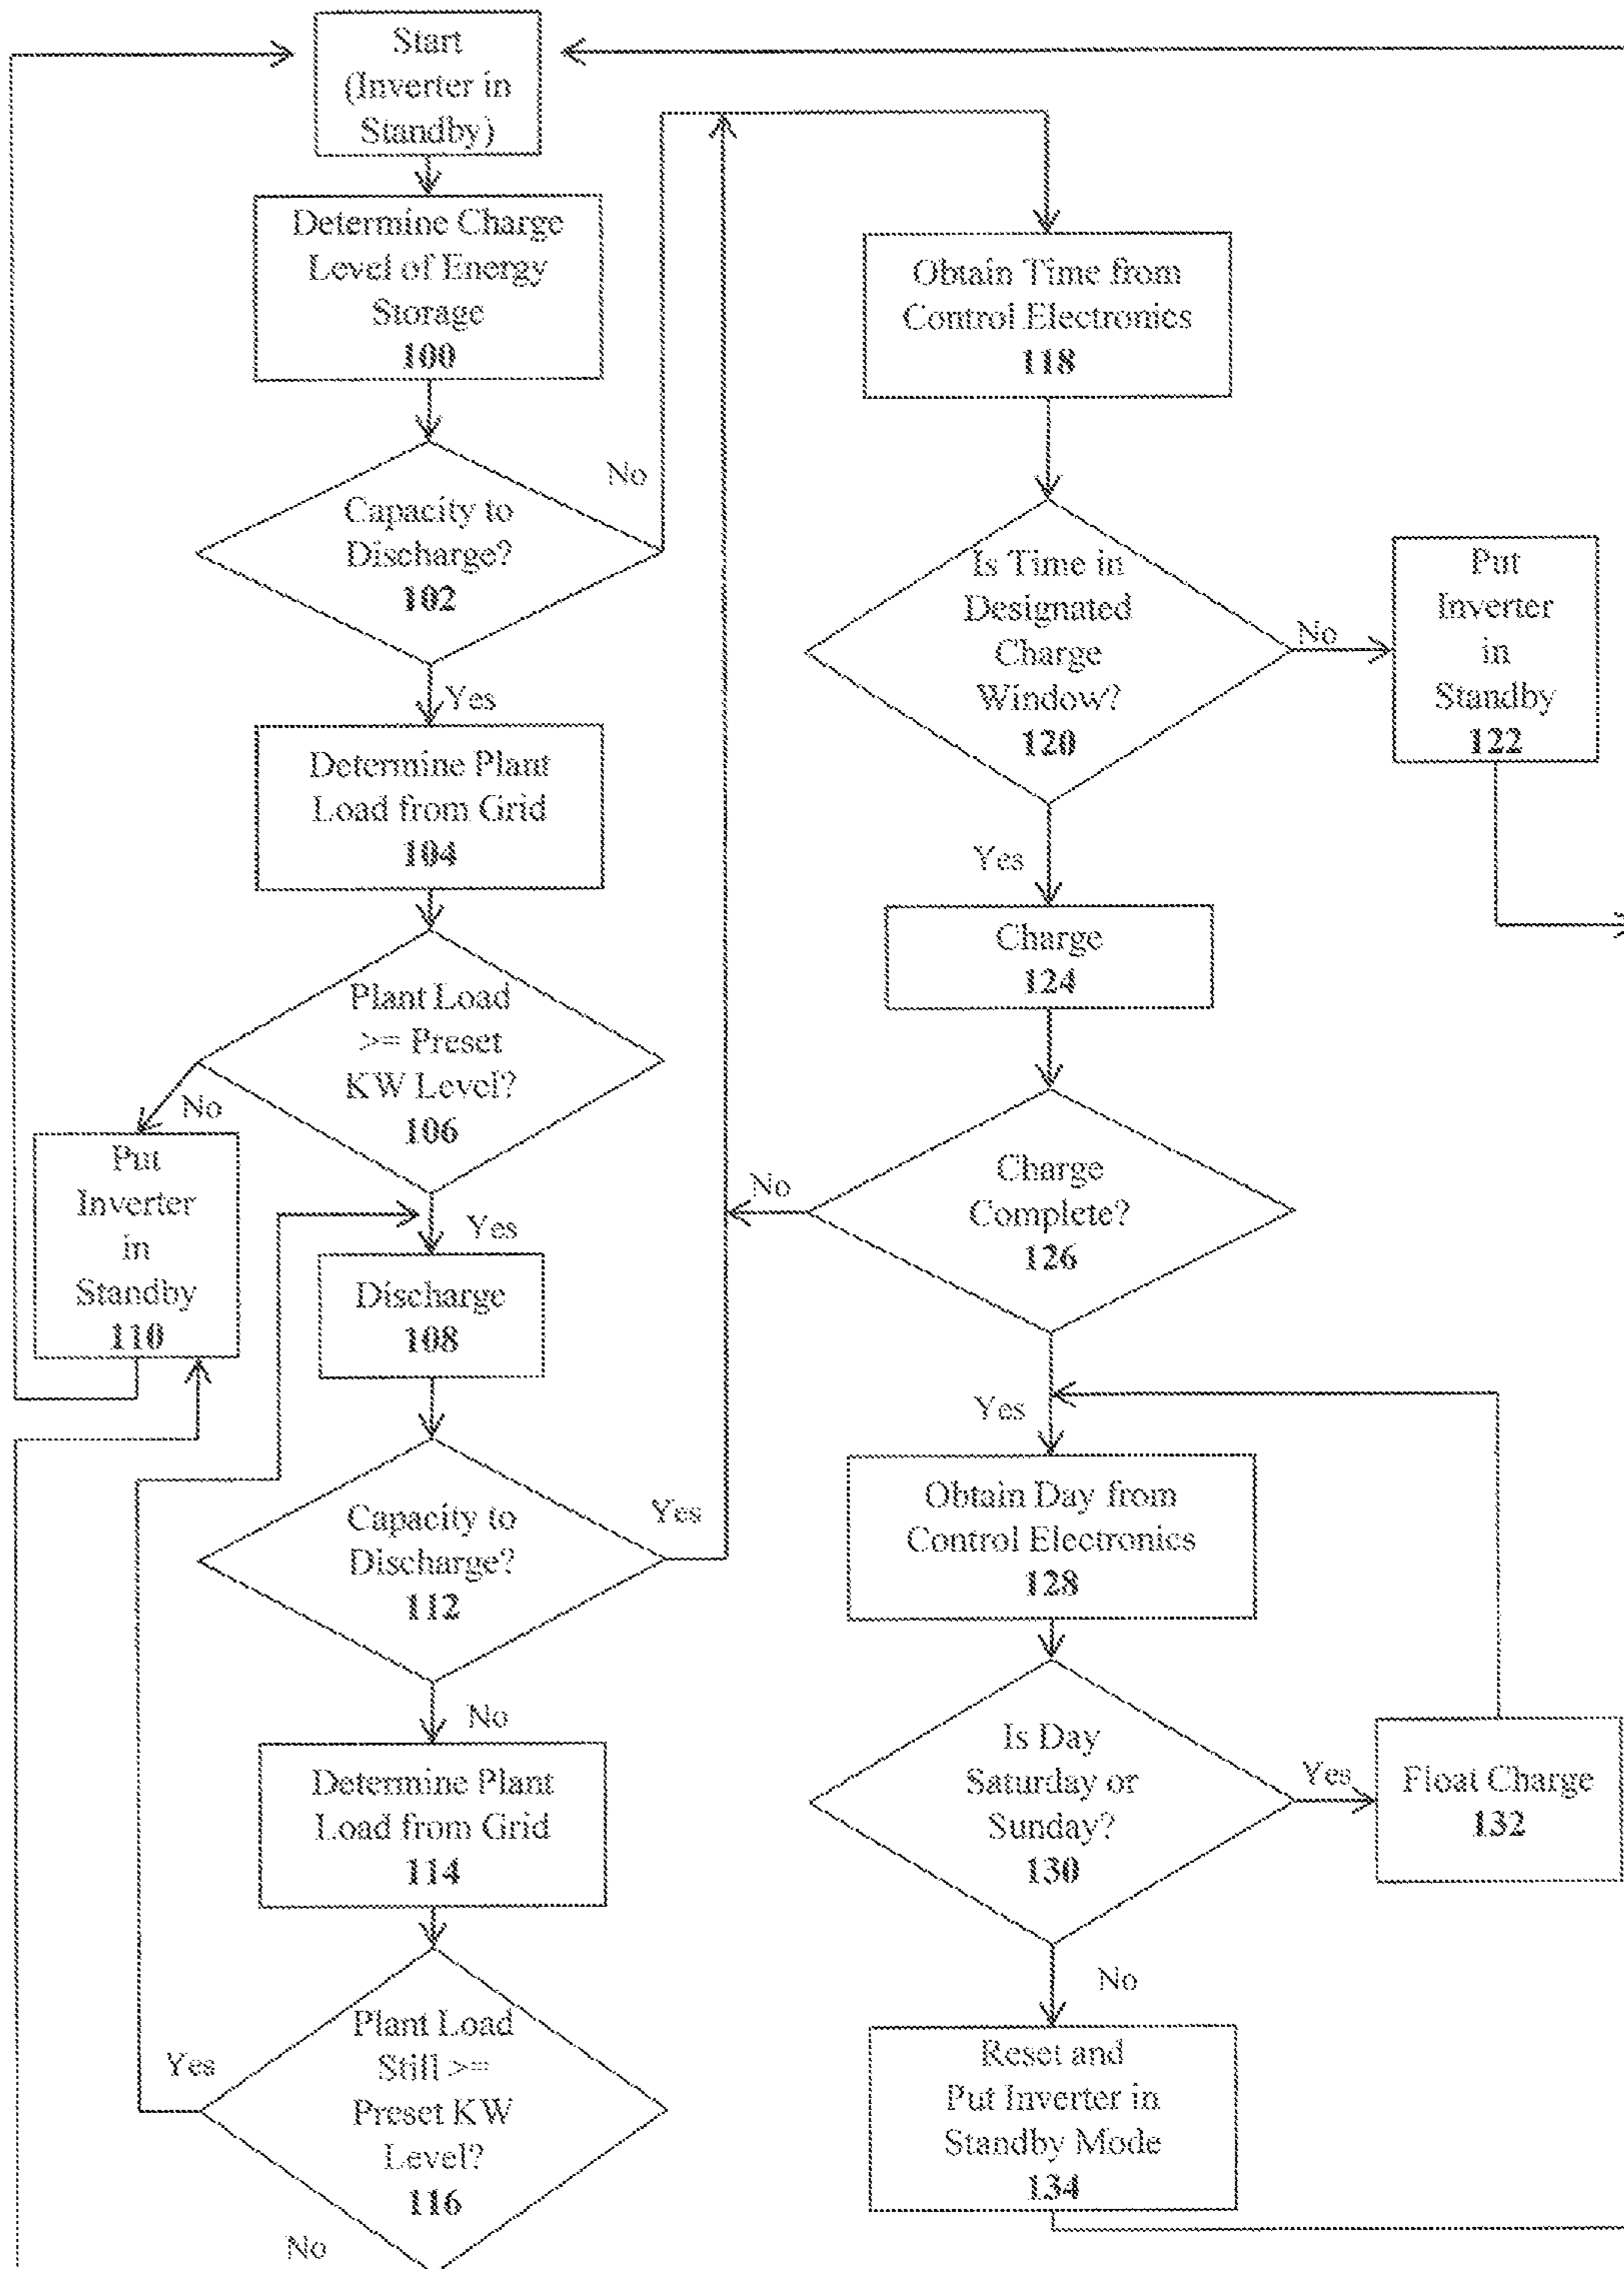 Start
(Inverter in
Standby)
Determine Charge
Level of Energy
Storage
100
Capacity to
Discharge?
102
No
Yes
Determine Plant
Load from Grid
104
Plant Load
>= Preset
KW Level?
106
No
Put
Inverter
in
Standby
110
Yes
Discharge
108
Capacity to
Discharge?
112
Yes
No
Determine Plant
Load from Grid
114
Plant Load
Still >=
Preset KW
Level?
116
Yes
No
Obtain Time from
Control Electronics
118
Is Time in
Designated
Charge
Window?
120
No
Put
Inverter
in
Standby
122
Yes
Charge
124
Charge
Complete?
126
No
Yes
Obtain Day from
Control Electronics
128
Is Day
Saturday or
Sunday?
130
Yes
Float Charge
132
No
Reset and
Put Inverter in
Standby Mode
134